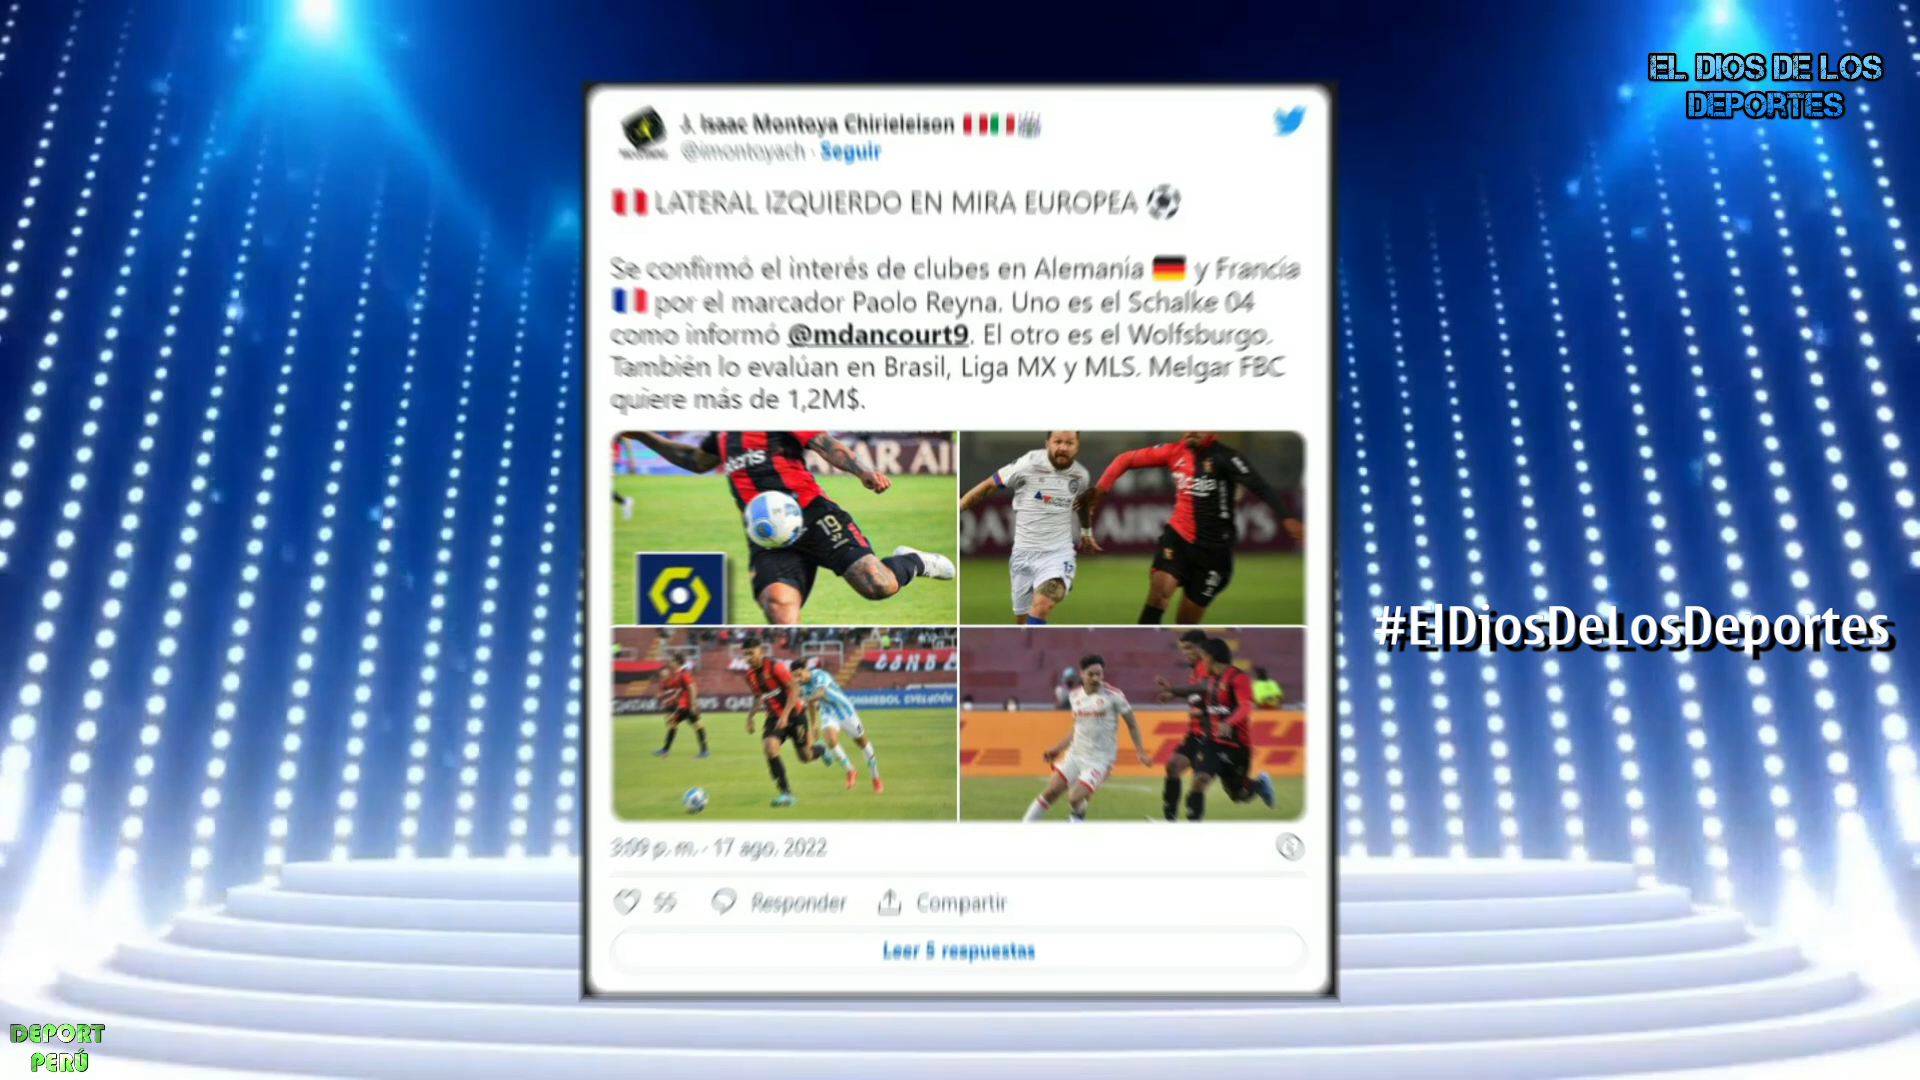 EL DIOS DE LOS
DEPORTES
J. Isaac Montoya Chirieleison
@imontoyach · Seguir
LATERAL IZQUIERDO EN MIRA EUROPEA
Se confirmó el interés de clubes en Alemania y Francia
por el marcador Paolo Reyna. Uno es el Schalke 04
como informó @mdancourt9. El otro es el Wolfsburgo.
También lo evalúan en Brasil, Liga MX y MLS. Melgar FBC
quiere más de 1,2M$.
19
QATAR AIRWAYS
#ElDiosDeLosDeportes
3:09 p. m. · 17 ago. 2022
55 Responder Compartir
Leer 5 respuestas
DEPORT
PERÚ